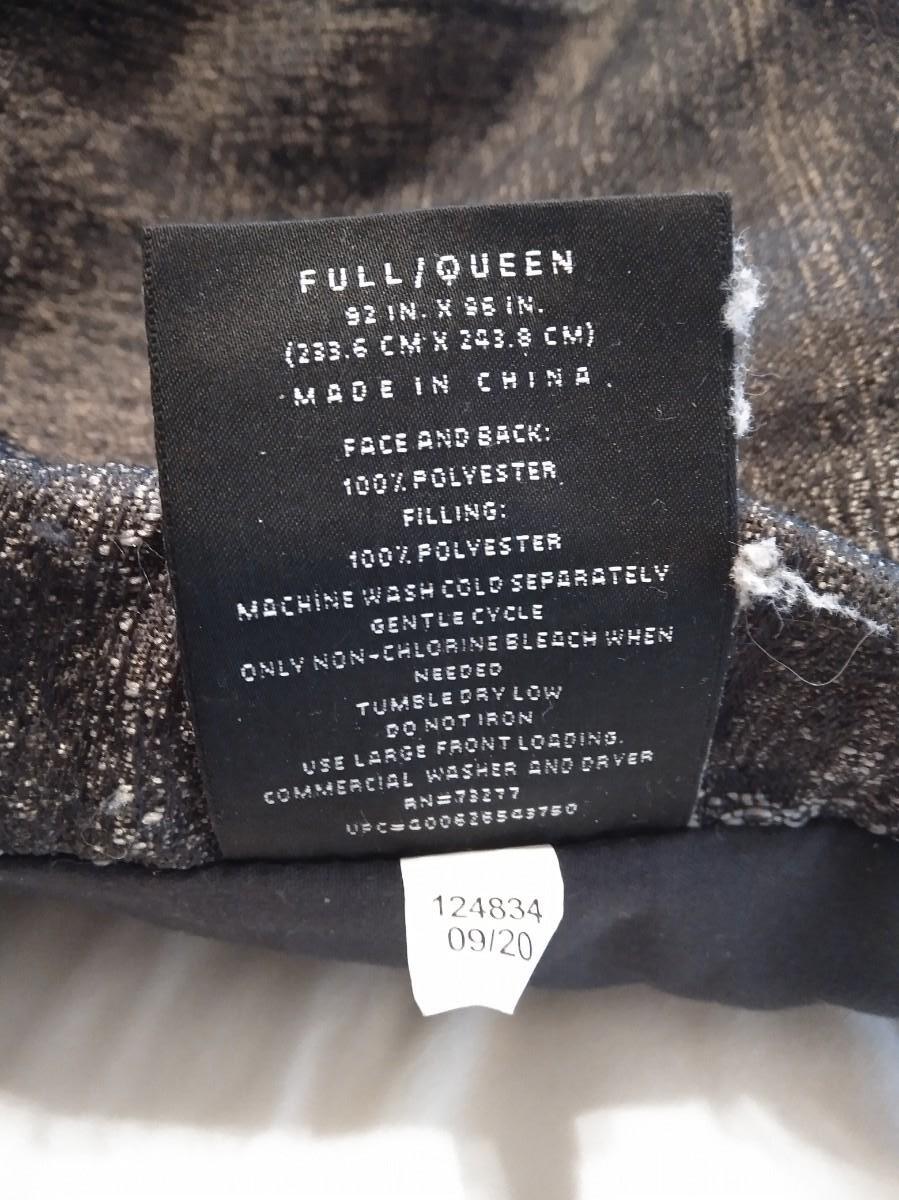 FULL/QUEEN
92 IN. X 96 IN.
(233.6 CM X 243.8 CM)
MADE IN CHINA
FACE AND BACK:
100% POLYESTER
FILLING:
100% POLYESTER
MACHINE WASH COLD SEPARATELY
GENTLE CYCLE
ONLY NON-CHLORINE BLEACH WHEN
NEEDED
TUMBLE DRY LOW
DO NOT IRON
USE LARGE FRONT LOADING,
COMMERCIAL WASHER AND DRYER
RN=73277
UPC=400626543750
124834
09/20